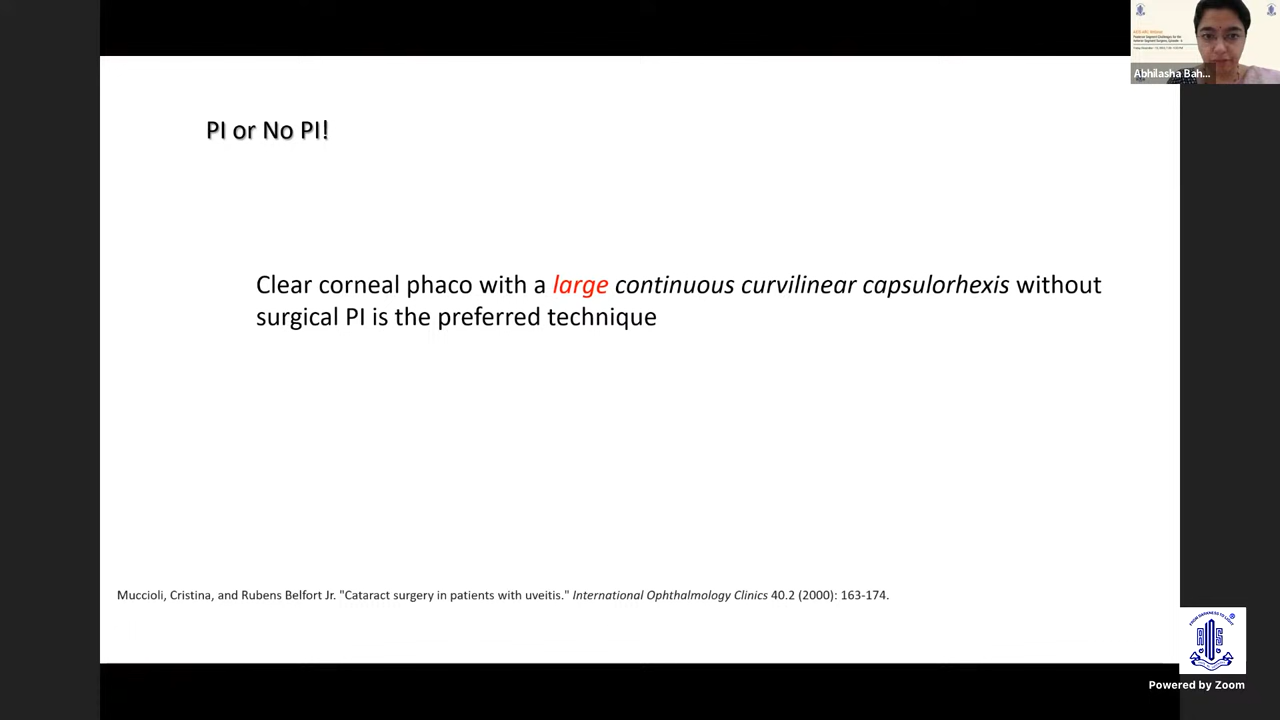 PI or No PI!
Clear corneal phaco with a large continuous curvilinear capsulorhexis without
surgical PI is the preferred technique
Muccioli, Cristina, and Rubens Belfort Jr. "Cataract surgery in patients with uveitis." International Ophthalmology Clinics 40.2 (2000): 163-174.
Abhilasha Bah...
Powered by Zoom